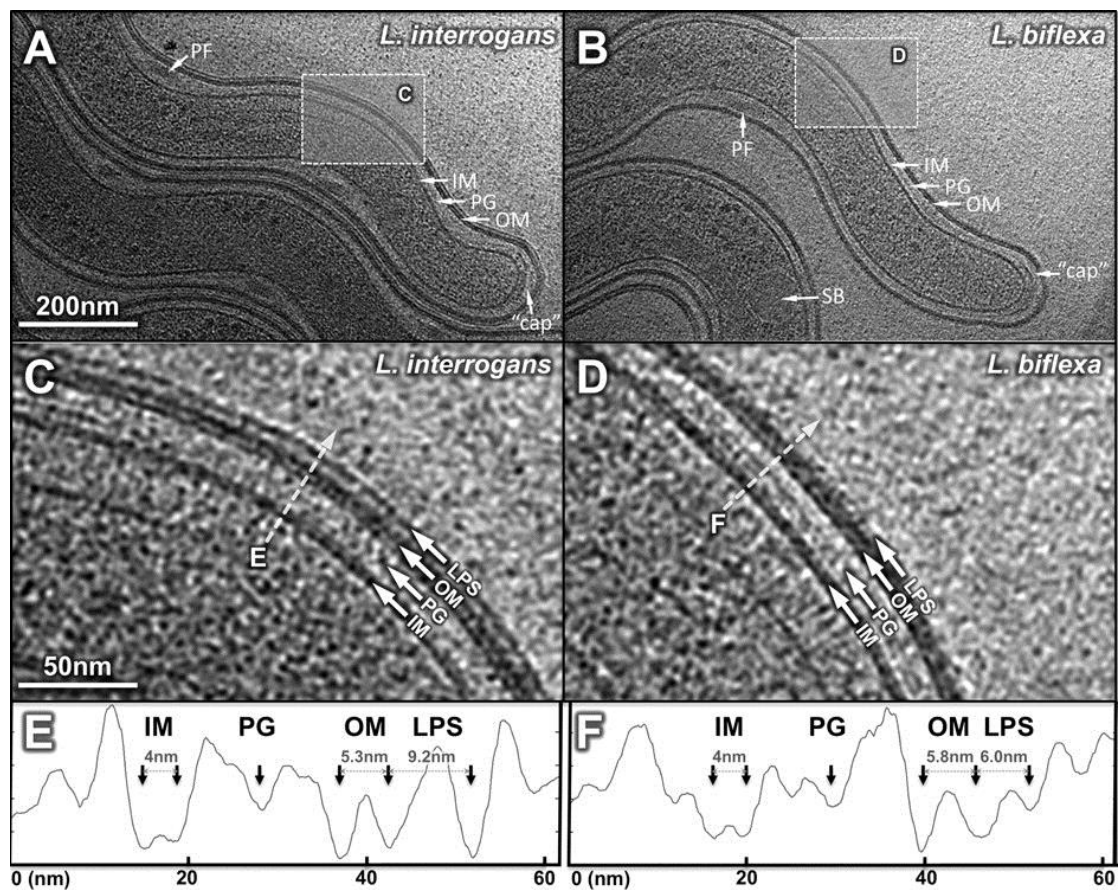 A
L. interrogans
PF
C
IM
PG
OM
"cap"
200nm
B
L. biflexa
D
PF
IM
PG
OM
"cap"
SB
C
L. interrogans
E
LPS
OM
PG
IM
50nm
D
L. biflexa
F
LPS
OM
PG
IM
E
IM PG OM LPS
4nm 5.3nm 9.2nm
0 (nm) 20 40 60
F
IM PG OM LPS
4nm 5.8nm 6.0nm
0 (nm) 20 40 60